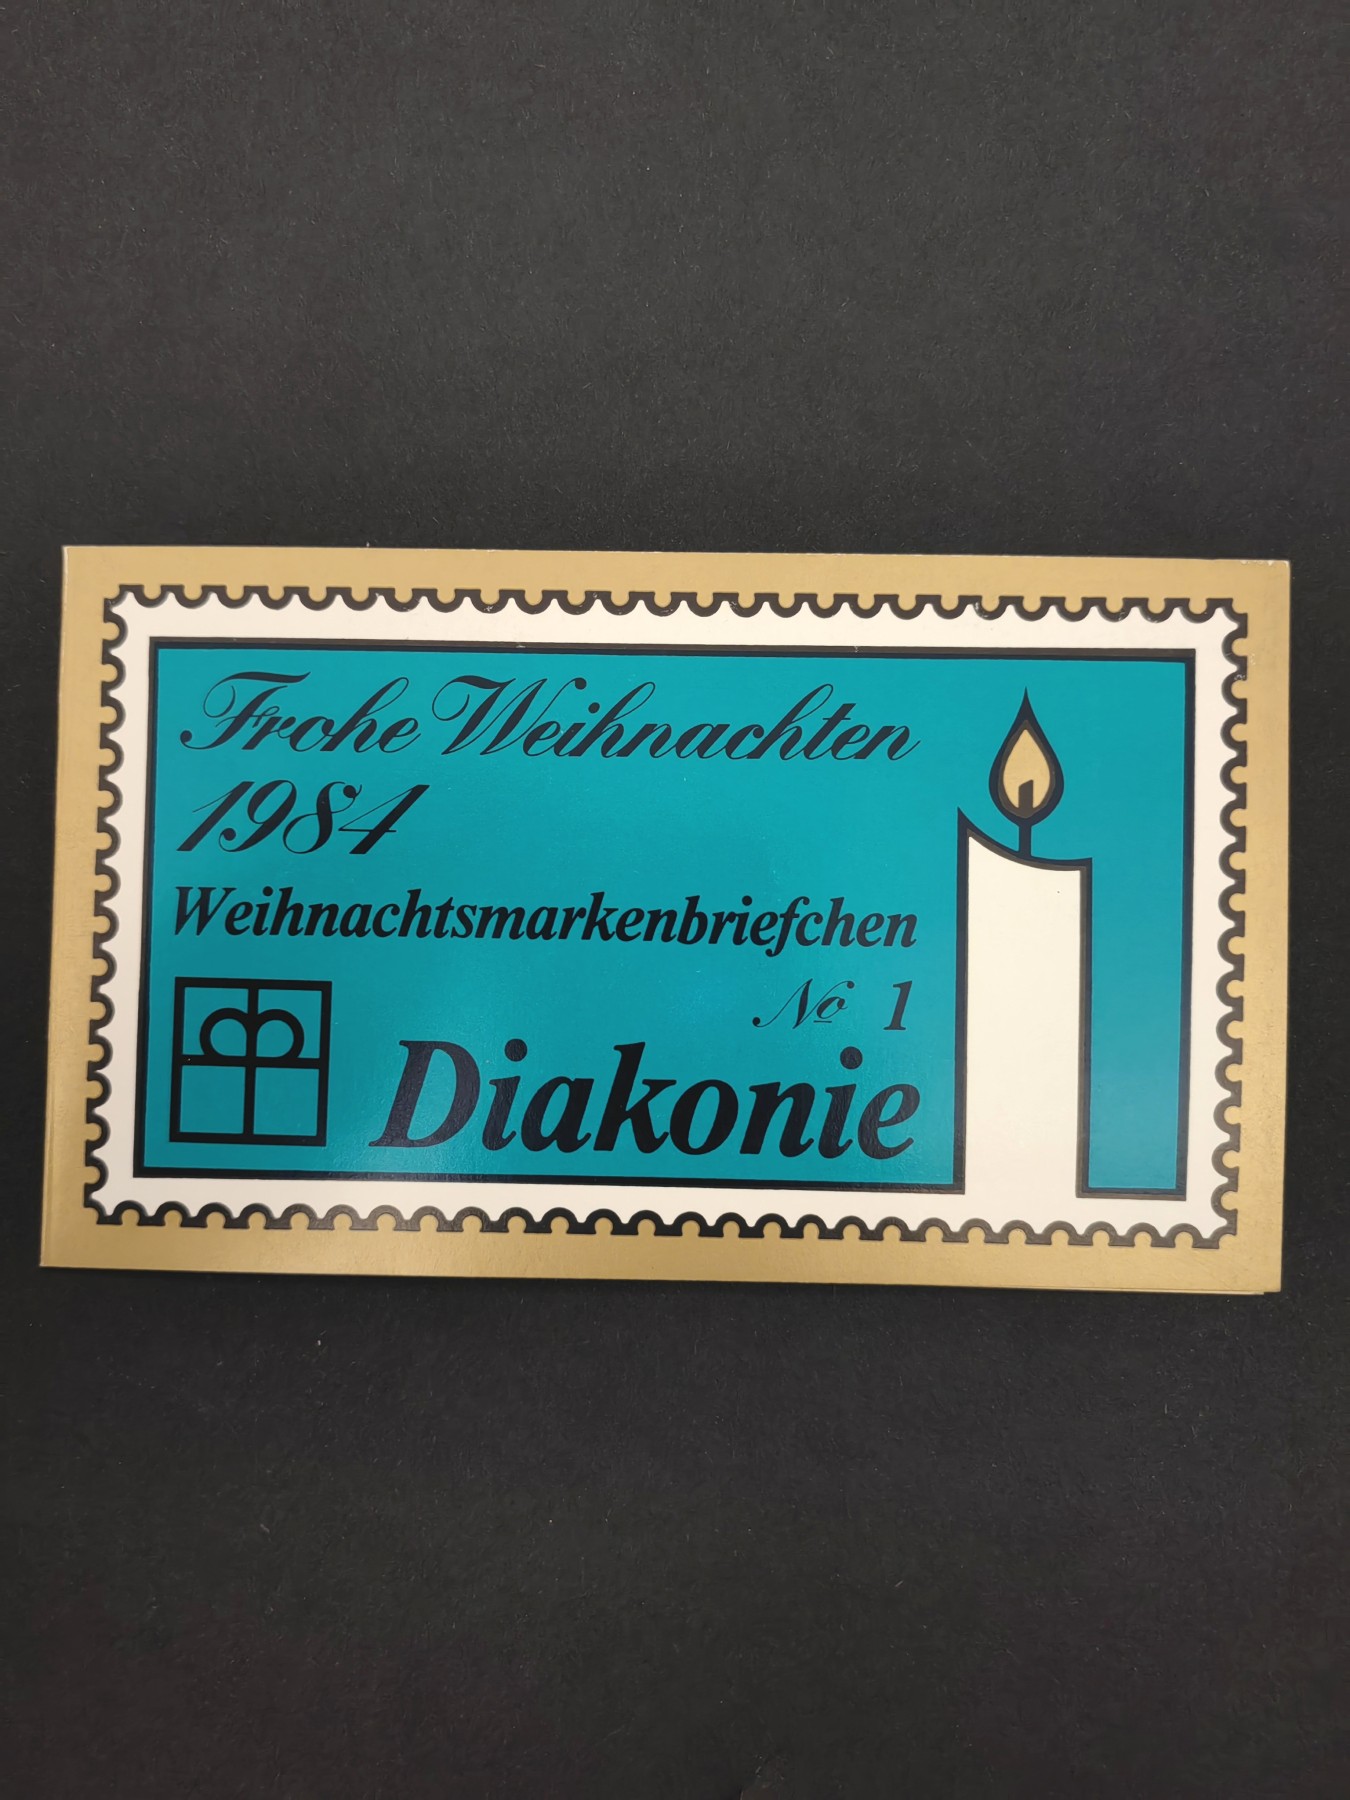 Frohe Weihnachten
1984
Weihnachtsmarkenbriefchen
No 1
Diakonie